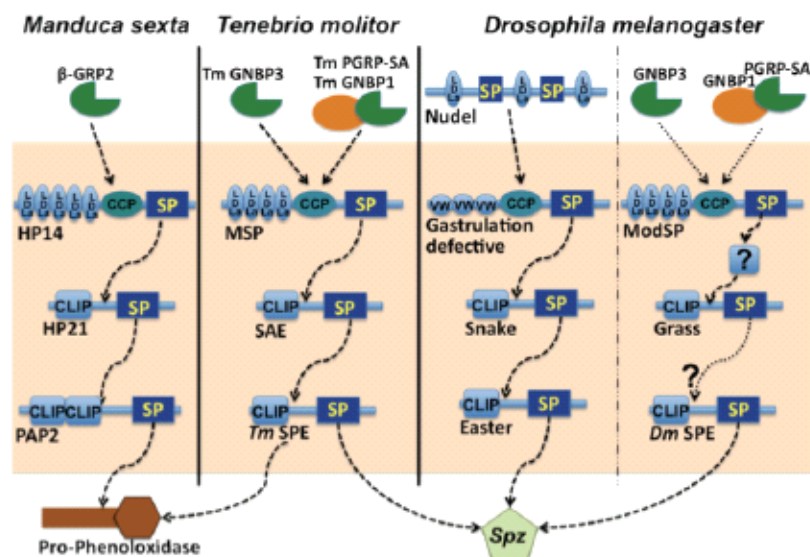 Manduca sexta
Tenebrio molitor
Drosophila melanogaster
β-GRP2
Tm GNBP3
Tm PGRP-SA
Tm GNBP1
Nudel
SP
SP
GNBP3
GNBP1
PGRP-SA
CCP
SP
HP14
CCP
SP
MSP
CCP
SP
Gastrulation
defective
CCP
SP
ModSP
?
CLIP
SP
HP21
CLIP
SP
SAE
CLIP
SP
Snake
CLIP
SP
Grass
?
CLIP
CLIP
SP
PAP2
CLIP
SP
Tm SPE
CLIP
SP
Easter
CLIP
SP
Dm SPE
Pro-Phenoloxidase
Spz